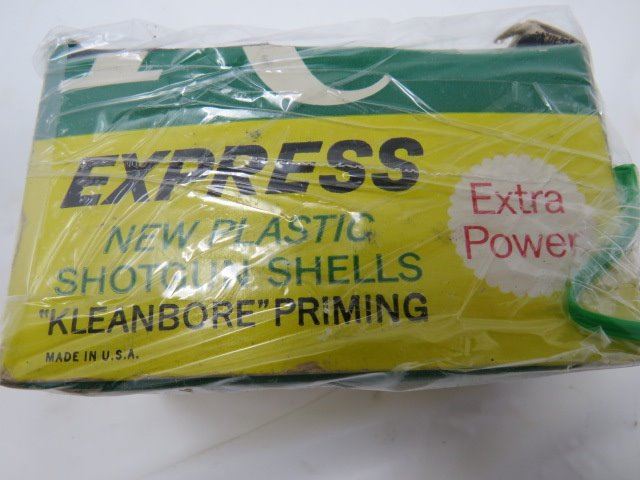 EXPRESS
NEW PLASTIC
SHOTGUN SHELLS
"KLEANBORE" PRIMING
MADE IN U.S.A.
Extra
Power